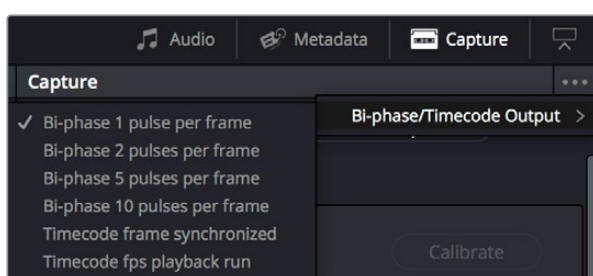 Audio Metadata Capture
Capture
Bi-phase/Timecode Output >
✓ Bi-phase 1 pulse per frame
Bi-phase 2 pulses per frame
Bi-phase 5 pulses per frame
Bi-phase 10 pulses per frame
Timecode frame synchronized
Timecode fps playback run
Calibrate